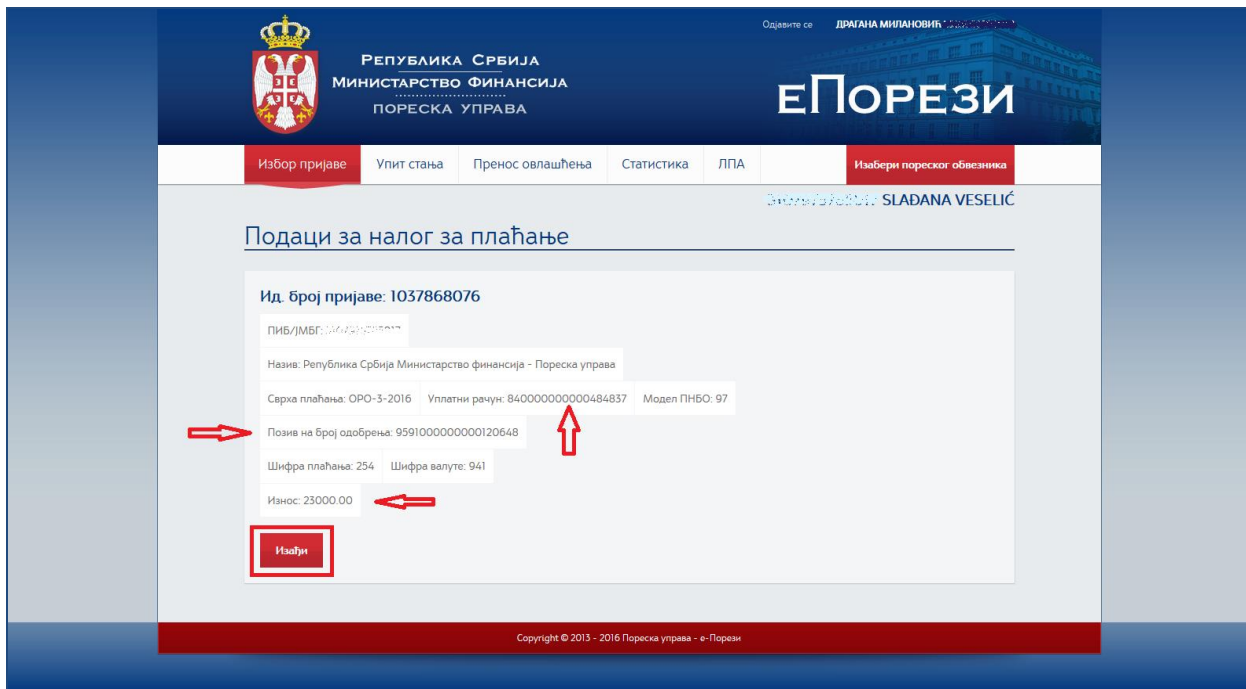 Одјавите се ДРАГАНА МИЛАНОВИЋ
Република Србија
Министарство Финансија
пореска управа
еПорези
Избор пријаве Упит стања Пренос овлашћења Статистика ЛПА Изабери пореског обвезника
SLAĐANA VESELIĆ
Подаци за налог за плаћање
Ид. број пријаве: 1037868076
ПИБ/ЈМБГ:
Назив: Република Србија Министарство финансија - Пореска управа
Сврха плаћања: OPO-3-2016 Уплатни рачун: 840000000000484837 Модел ПНБО: 97
Позив на број одобрења: 9591000000000120648
Шифра плаћања: 254 Шифра валуте: 941
Износ: 23000.00
Изађи
Copyright © 2013 - 2016 Пореска управа - е-Порези